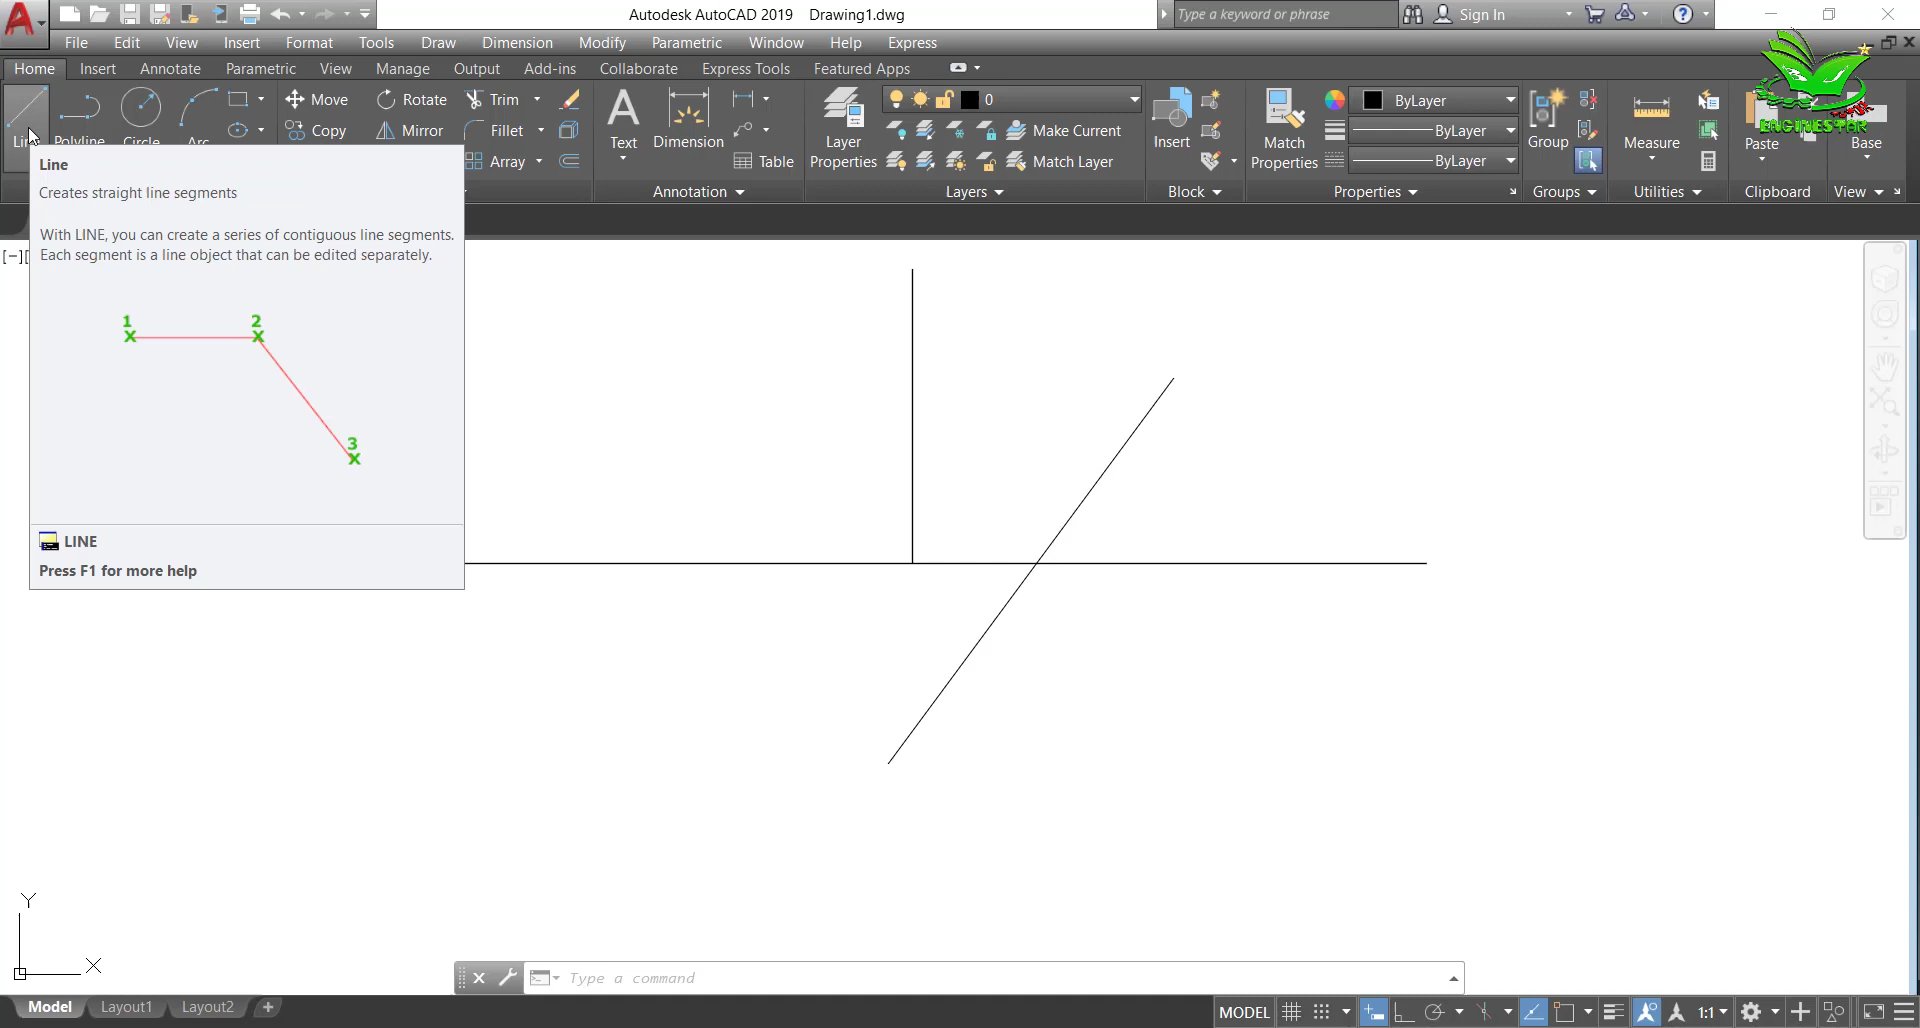 Autodesk AutoCAD 2019 Drawing1.dwg
Type a keyword or phrase
Sign In
File Edit View Insert Format Tools Draw Dimension Modify Parametric Window Help Express
Home Insert Annotate Parametric View Manage Output Add-ins Collaborate Express Tools Featured Apps
Line Polyline Circle Arc
Move Rotate Trim
Copy Mirror Fillet
Array
Text Dimension
Table
Layer
Properties
0
Make Current
Match Layer
Insert
Match
Properties
ByLayer
ByLayer
ByLayer
Group
Measure
Paste
Base
ENGINESTAR
Annotation Layers Block Properties Groups Utilities Clipboard View
Line
Creates straight line segments
With LINE, you can create a series of contiguous line segments.
Each segment is a line object that can be edited separately.
1 2
3
LINE
Press F1 for more help
[−][
Y
X
Type a command
Model Layout1 Layout2 +
MODEL 1:1